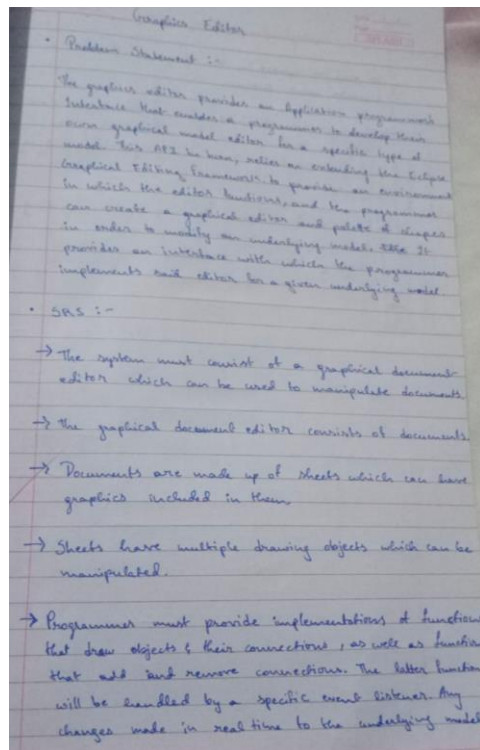 Graphics Editor
• Problem Statement :-
The graphics editor provides an Application programmer's
Interface that enables a programmer to develop their
own graphical model editor for a specific type of
model. This API in turn, relies on extending the Eclipse
Graphical Editing Framework, to provide an environment
in which the editor functions, and the programmer
can create a graphical editor and palette of shapes
in order to modify an underlying model. It
provides an interface with which the programmer
implements said editor for a given underlying model
• SRS :-
→ The system must consist of a graphical document
editor which can be used to manipulate documents.
→ The graphical document editor consists of documents
→ Documents are made up of sheets which can have
graphics included in them.
→ Sheets have multiple drawing objects which can be
manipulated.
→ Programmer must provide implementations of functions
that draw objects & their connections, as well as function
that add and remove connections. The latter function
will be handled by a specific event listener. Any
changes made in real time to the underlying model